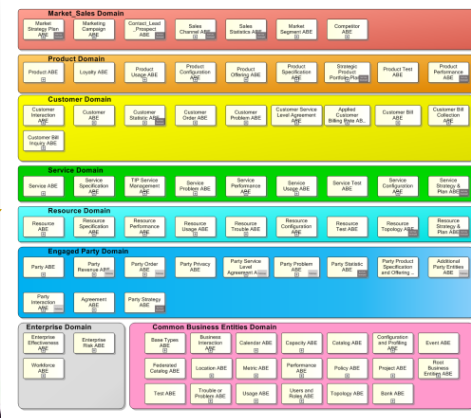 Market_Sales Domain
Market
Strategy Plan
ABE
Marketing
Campaign
ABE
Contact_Lead
_Prospect
ABE
Sales
Channel ABE
Sales
Statistics ABE
Market
Segment ABE
Competitor
ABE
Product Domain
Product ABE
Loyalty ABE
Product
Usage ABE
Product
Configuration
ABE
Product
Offering ABE
Product
Specification
ABE
Strategic
Product
Portfolio Plan
Product Test
ABE
Product
Performance
ABE
Customer Domain
Customer
Interaction
ABE
Customer
ABE
Customer
Statistic ABE
Customer
Order ABE
Customer
Problem ABE
Customer Service
Level Agreement
ABE
Applied
Customer
Billing Rate AB...
Customer Bill
ABE
Customer Bill
Collection
ABE
Customer Bill
Inquiry ABE
Service Domain
Service ABE
Service
Specification
ABE
TIP Service
Management
ABE
Service
Problem ABE
Service
Performance
ABE
Service
Usage ABE
Service Test
ABE
Service
Configuration
ABE
Service
Strategy &
Plan ABE
Resource Domain
Resource
ABE
Resource
Specification
ABE
Resource
Performance
ABE
Resource
Usage ABE
Resource
Trouble ABE
Resource
Configuration
ABE
Resource
Test ABE
Resource
Topology ABE
Resource
Strategy &
Plan ABE
Engaged Party Domain
Party ABE
Party
Revenue ABE
Party Order
ABE
Party Privacy
ABE
Party Service
Level
Agreement A...
Party Problem
ABE
Party Statistic
ABE
Party Product
Specification
and Offering ...
Additional
Party Entities
ABE
Party
Interaction
ABE
Agreement
ABE
Party Strategy
ABE
Enterprise Domain
Enterprise
Effectiveness
ABE
Enterprise
Risk ABE
Workforce
ABE
Common Business Entities Domain
Base Types
ABE
Business
Interaction
ABE
Calendar ABE
Capacity ABE
Catalog ABE
Configuration
and Profiling
ABE
Event ABE
Federated
Catalog ABE
Location ABE
Metric ABE
Performance
ABE
Policy ABE
Project ABE
Root
Business
Entities ABE
Test ABE
Trouble or
Problem ABE
Usage ABE
Users and
Roles ABE
Topology ABE
Bank ABE